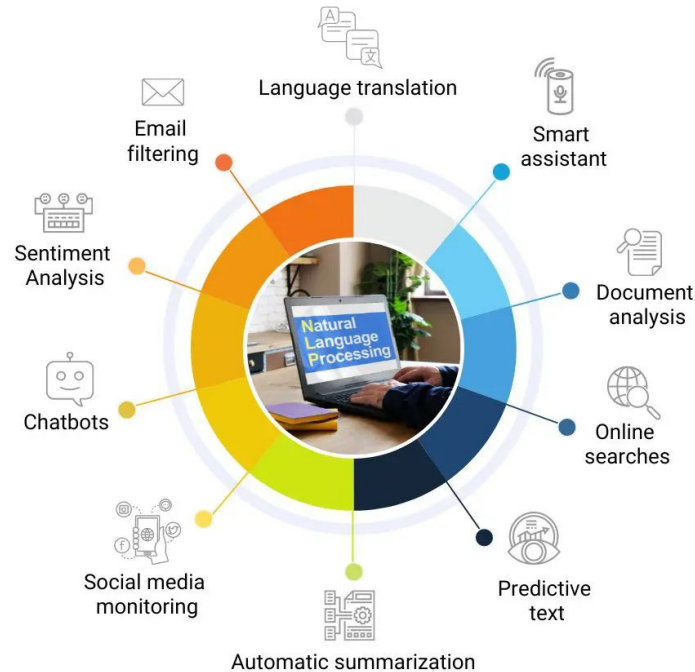 Language translation
Smart
assistant
Document
analysis
Online
searches
Predictive
text
Automatic summarization
Social media
monitoring
Chatbots
Sentiment
Analysis
Email
filtering
Natural
Language
Processing